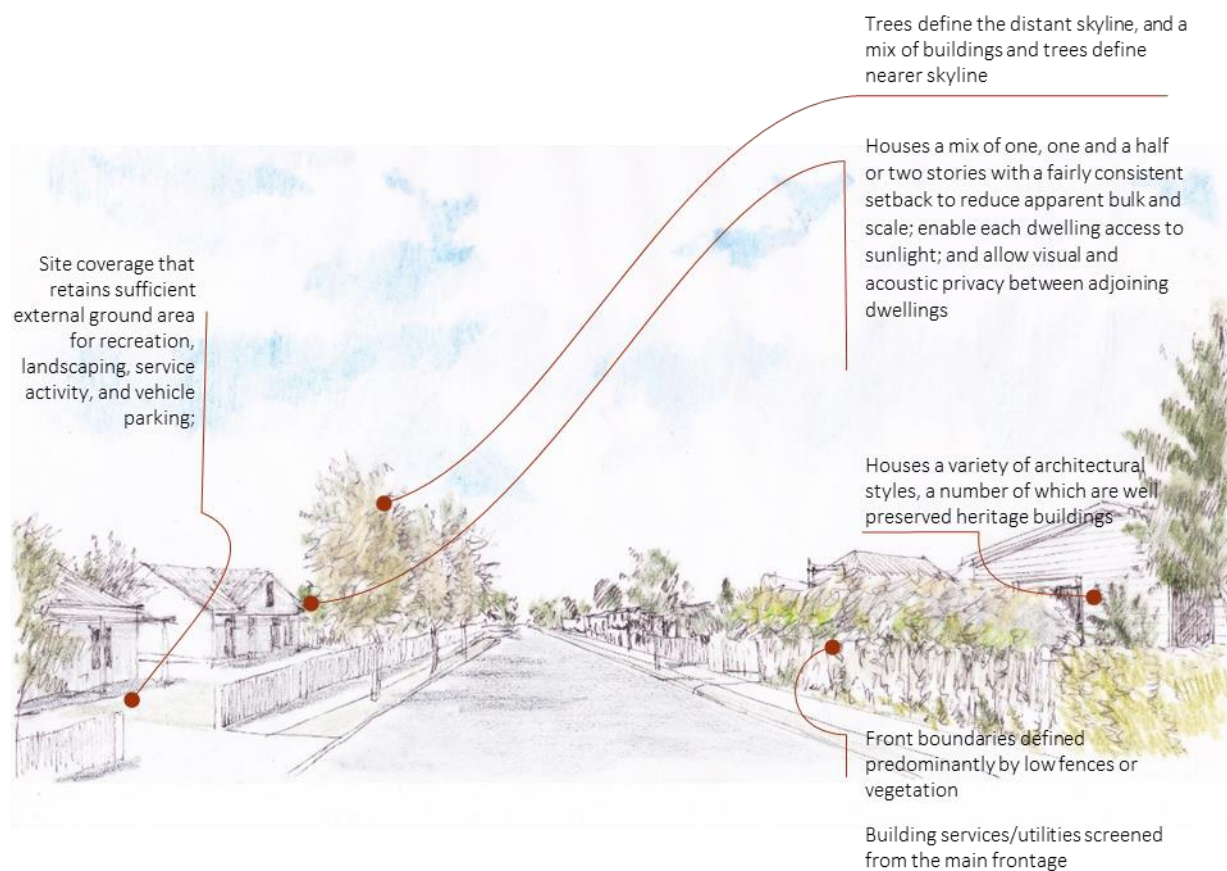 Trees define the distant skyline, and a
mix of buildings and trees define
nearer skyline
Houses a mix of one, one and a half
or two stories with a fairly consistent
setback to reduce apparent bulk and
scale; enable each dwelling access to
sunlight; and allow visual and
acoustic privacy between adjoining
dwellings
Site coverage that
retains sufficient
external ground area
for recreation,
landscaping, service
activity, and vehicle
parking;
Houses a variety of architectural
styles, a number of which are well
preserved heritage buildings
Front boundaries defined
predominantly by low fences or
vegetation
Building services/utilities screened
from the main frontage